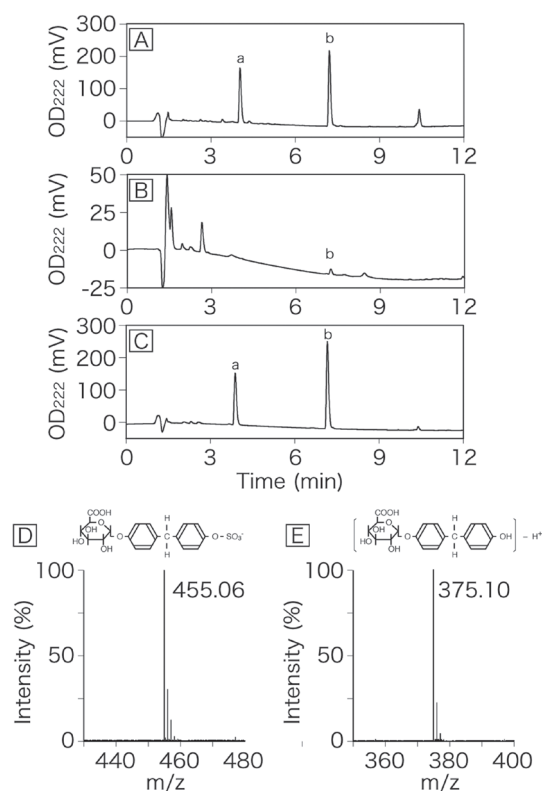 300
200
100
0
OD222 (mV)
A
a
b
0 3 6 9 12
50
25
0
-25
OD222 (mV)
B
b
0 3 6 9 12
300
200
100
0
OD222 (mV)
C
a
b
0 3 6 9 12
Time (min)
D
COOH
O
OH
HO
OH
O
H
C
H
O-SO3-
100
50
0
Intensity (%)
455.06
440 460 480
m/z
E
COOH
O
OH
HO
OH
O
H
C
H
OH
- H+
100
50
0
Intensity (%)
375.10
360 380 400
m/z